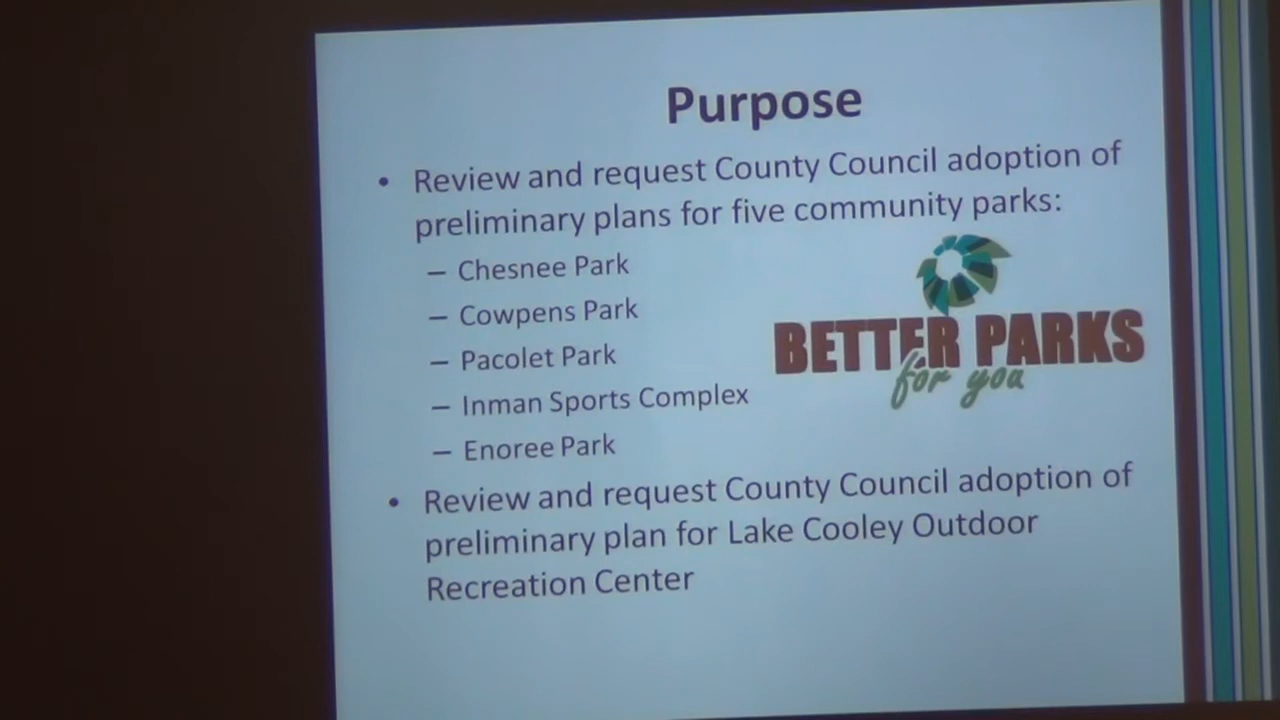 Purpose
• Review and request County Council adoption of
preliminary plans for five community parks:
– Chesnee Park
– Cowpens Park
– Pacolet Park
– Inman Sports Complex
– Enoree Park
BETTER PARKS
for you
• Review and request County Council adoption of
preliminary plan for Lake Cooley Outdoor
Recreation Center